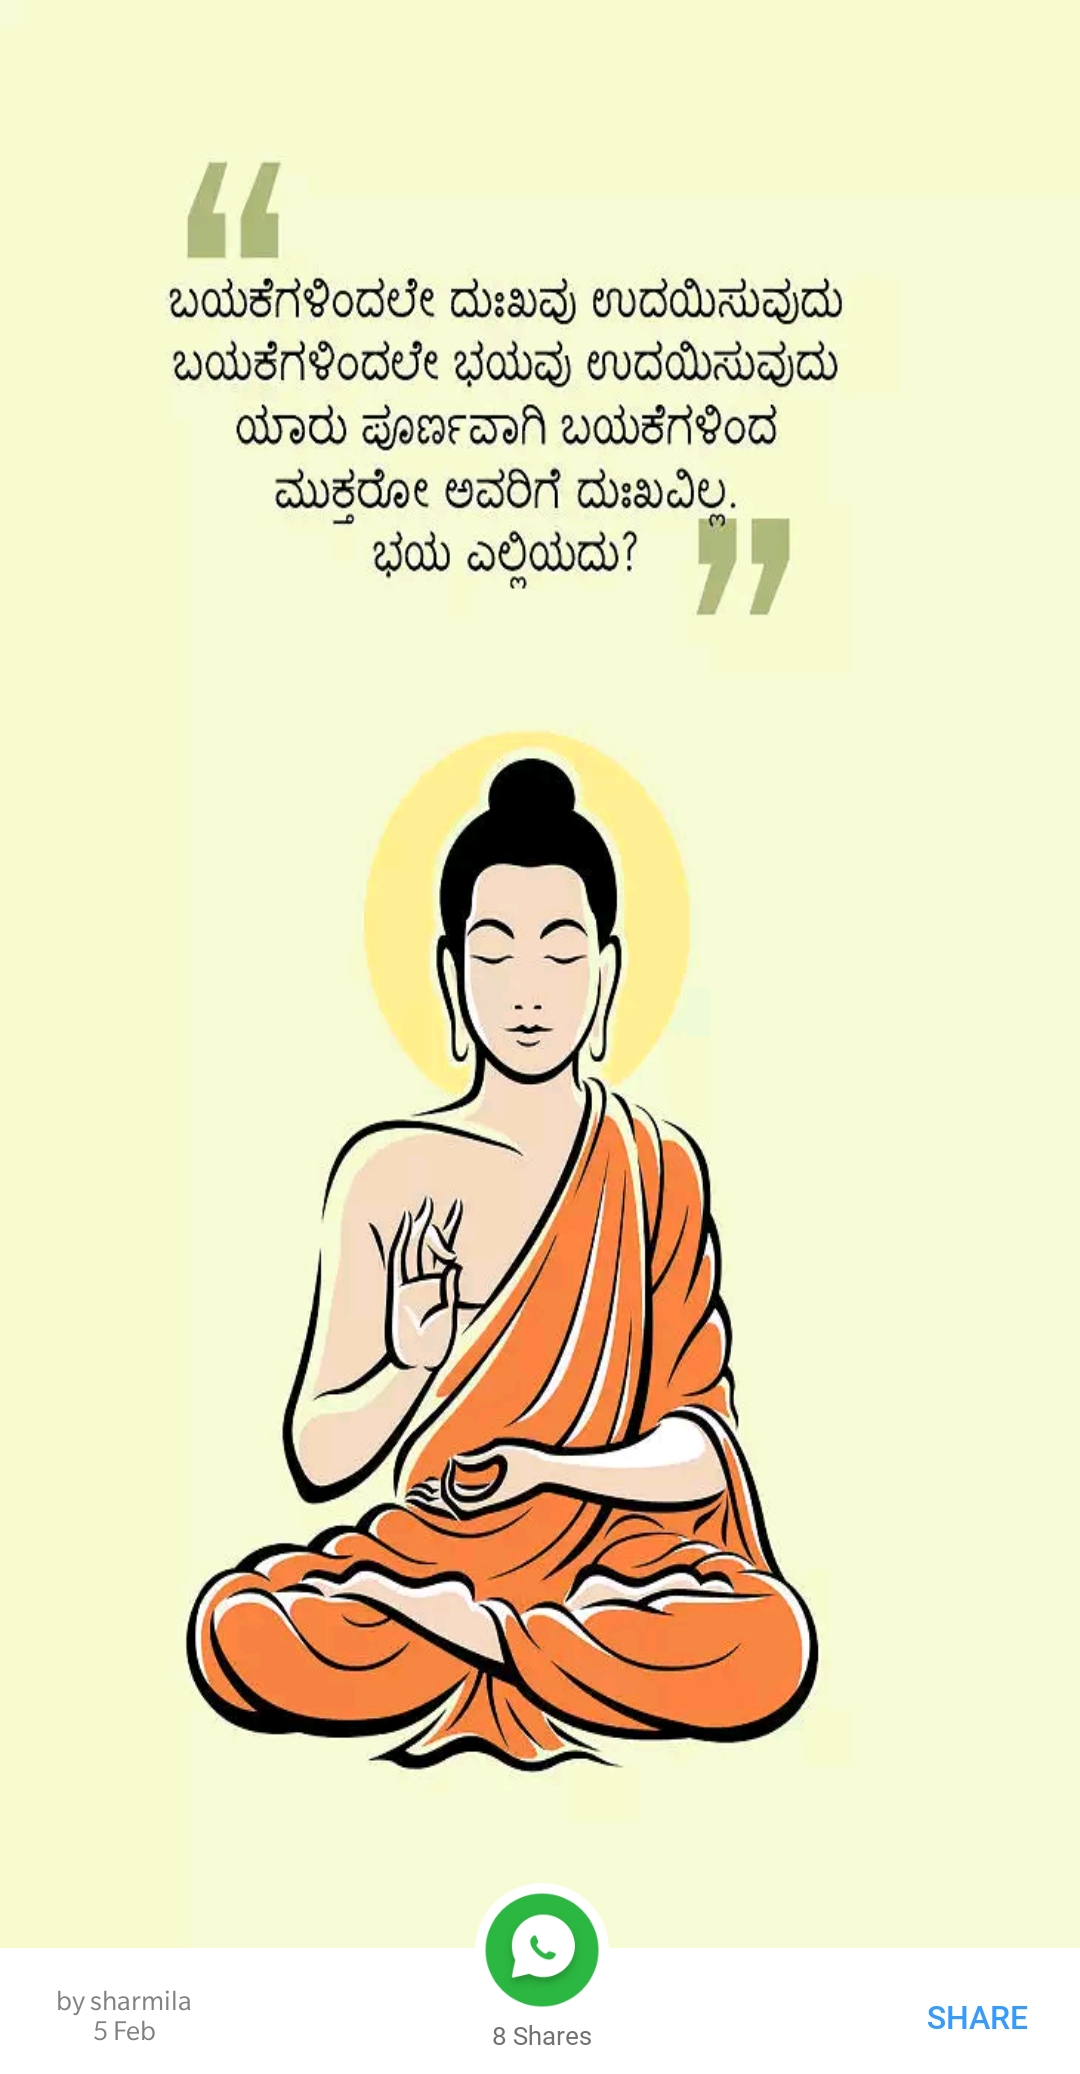 ಬಯಕೆಗಳಿಂದಲೇ ದುಃಖವು ಉದಯಿಸುವುದು
ಬಯಕೆಗಳಿಂದಲೇ ಭಯವು ಉದಯಿಸುವುದು
ಯಾರು ಪೂರ್ಣವಾಗಿ ಬಯಕೆಗಳಿಂದ
ಮುಕ್ತರೋ ಅವರಿಗೆ ದುಃಖವಿಲ್ಲ.
ಭಯ ಎಲ್ಲಿಯದು?
by sharmila
5 Feb
8 Shares
SHARE